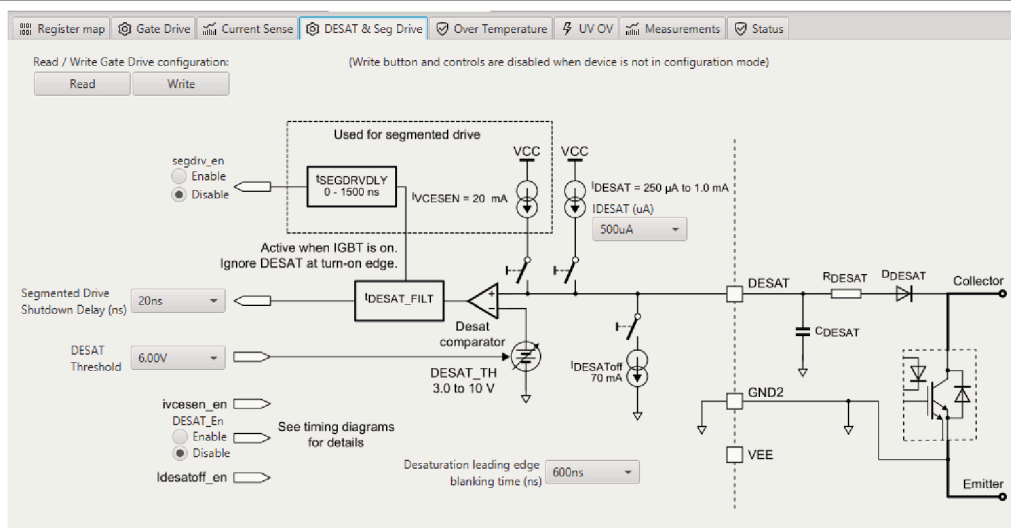 Register map
Gate Drive
Current Sense
DESAT & Seg Drive
Over Temperature
UV OV
Measurements
Status
Read / Write Gate Drive configuration:
(Write button and controls are disabled when device is not in configuration mode)
Read
Write
Used for segmented drive
segdrv_en
Enable
Disable
tSEGDRVDLY
0 - 1500 ns
VCC
VCC
IVCESEN = 20 mA
IDESAT = 250 µA to 1.0 mA
IDESAT (uA)
500uA
Active when IGBT is on.
Ignore DESAT at turn-on edge.
Segmented Drive
Shutdown Delay (ns)
20ns
tDESAT_FILT
+
-
Desat
comparator
DESAT
RDESAT
DDESAT
Collector
CDESAT
DESAT
Threshold
6.00V
DESAT_TH
3.0 to 10 V
IDESAToff
70 mA
ivcesen_en
DESAT_En
Enable
Disable
See timing diagrams
for details
GND2
VEE
Idesatoff_en
Desaturation leading edge
blanking time (ns)
600ns
Emitter